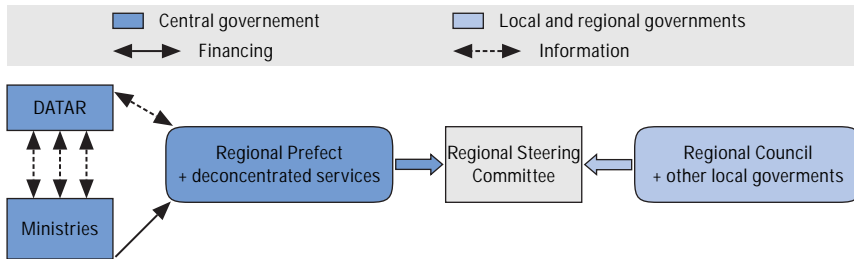 Central governement
Local and regional governments
Financing
Information
DATAR
Regional Prefect
+ deconcentrated services
Regional Steering
Committee
Regional Council
+ other local goverments
Ministries